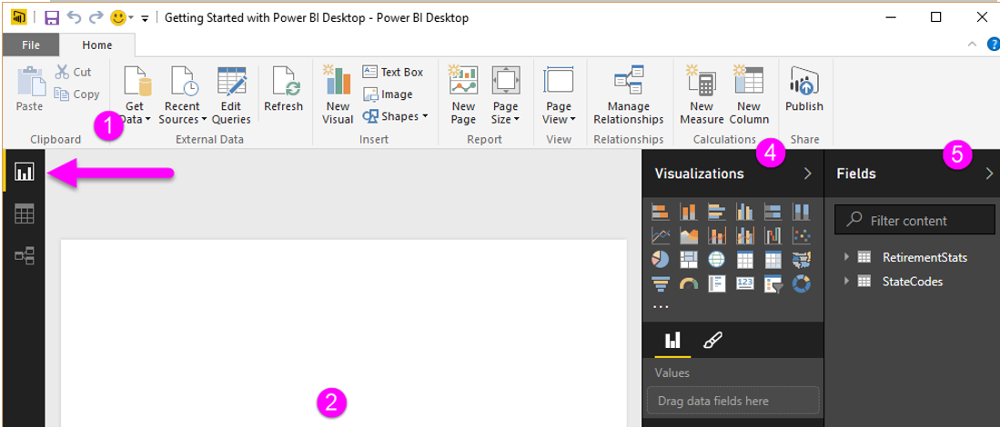 Getting Started with Power BI Desktop - Power BI Desktop
File Home
?
Paste
Cut
Copy
Clipboard
1
Get Data
Recent Sources
Edit Queries
Refresh
External Data
New Visual
Text Box
Image
Shapes
Insert
New Page
Page Size
Report
Page View
View
Manage Relationships
Relationships
New Measure
New Column
Calculations
Publish
Share
Visualizations
4
123
Values
Drag data fields here
Fields
5
Filter content
RetirementStats
StateCodes
2